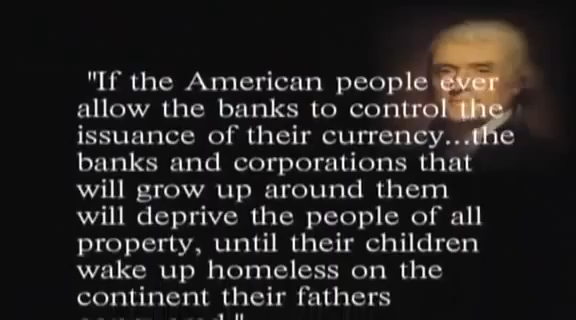 "If the American people ever
allow the banks to control the
issuance of their currency...the
banks and corporations that
will grow up around them
will deprive the people of all
property, until their children
wake up homeless on the
continent their fathers